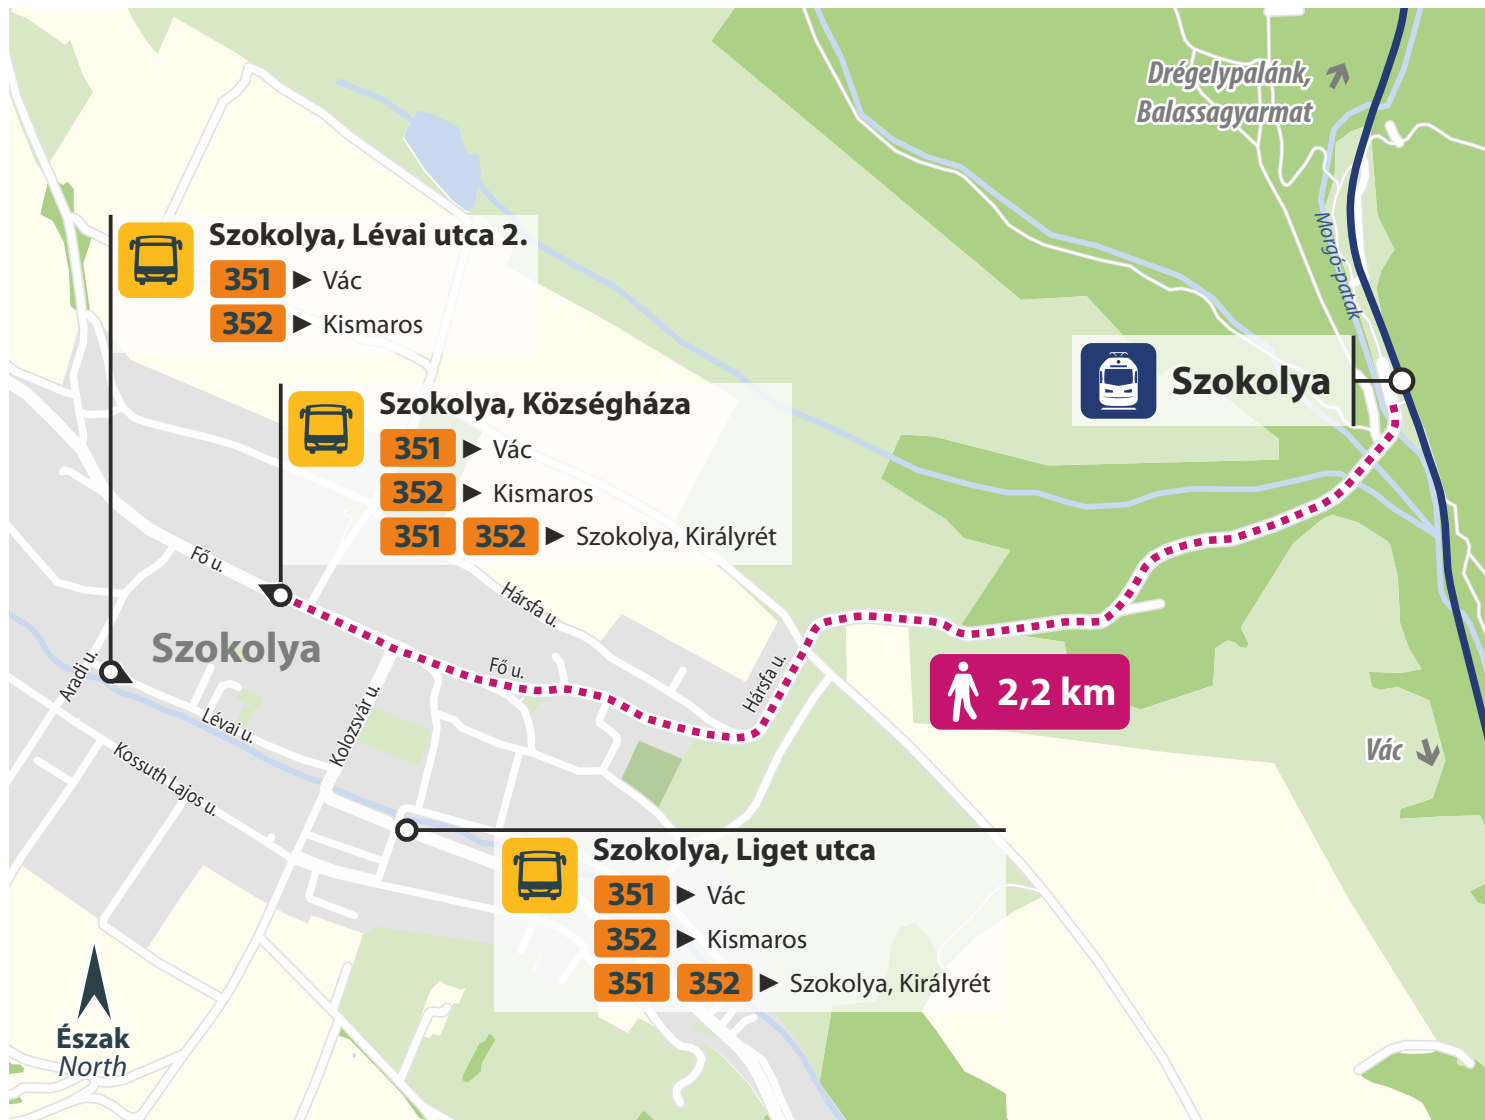 Drégelypalánk,
Balassagyarmat
Morgó-patak
Szokolya, Lévai utca 2.
351 ► Vác
352 ► Kismaros
Szokolya, Községháza
351 ► Vác
352 ► Kismaros
351 352 ► Szokolya, Királyrét
Szokolya
Fő u.
Hársfa u.
Szokolya
Aradi u.
Fő u.
Hársfa u.
2,2 km
Lévai u.
Kolozsvár u.
Kossuth Lajos u.
Vác
Szokolya, Liget utca
351 ► Vác
352 ► Kismaros
351 352 ► Szokolya, Királyrét
Észak
North